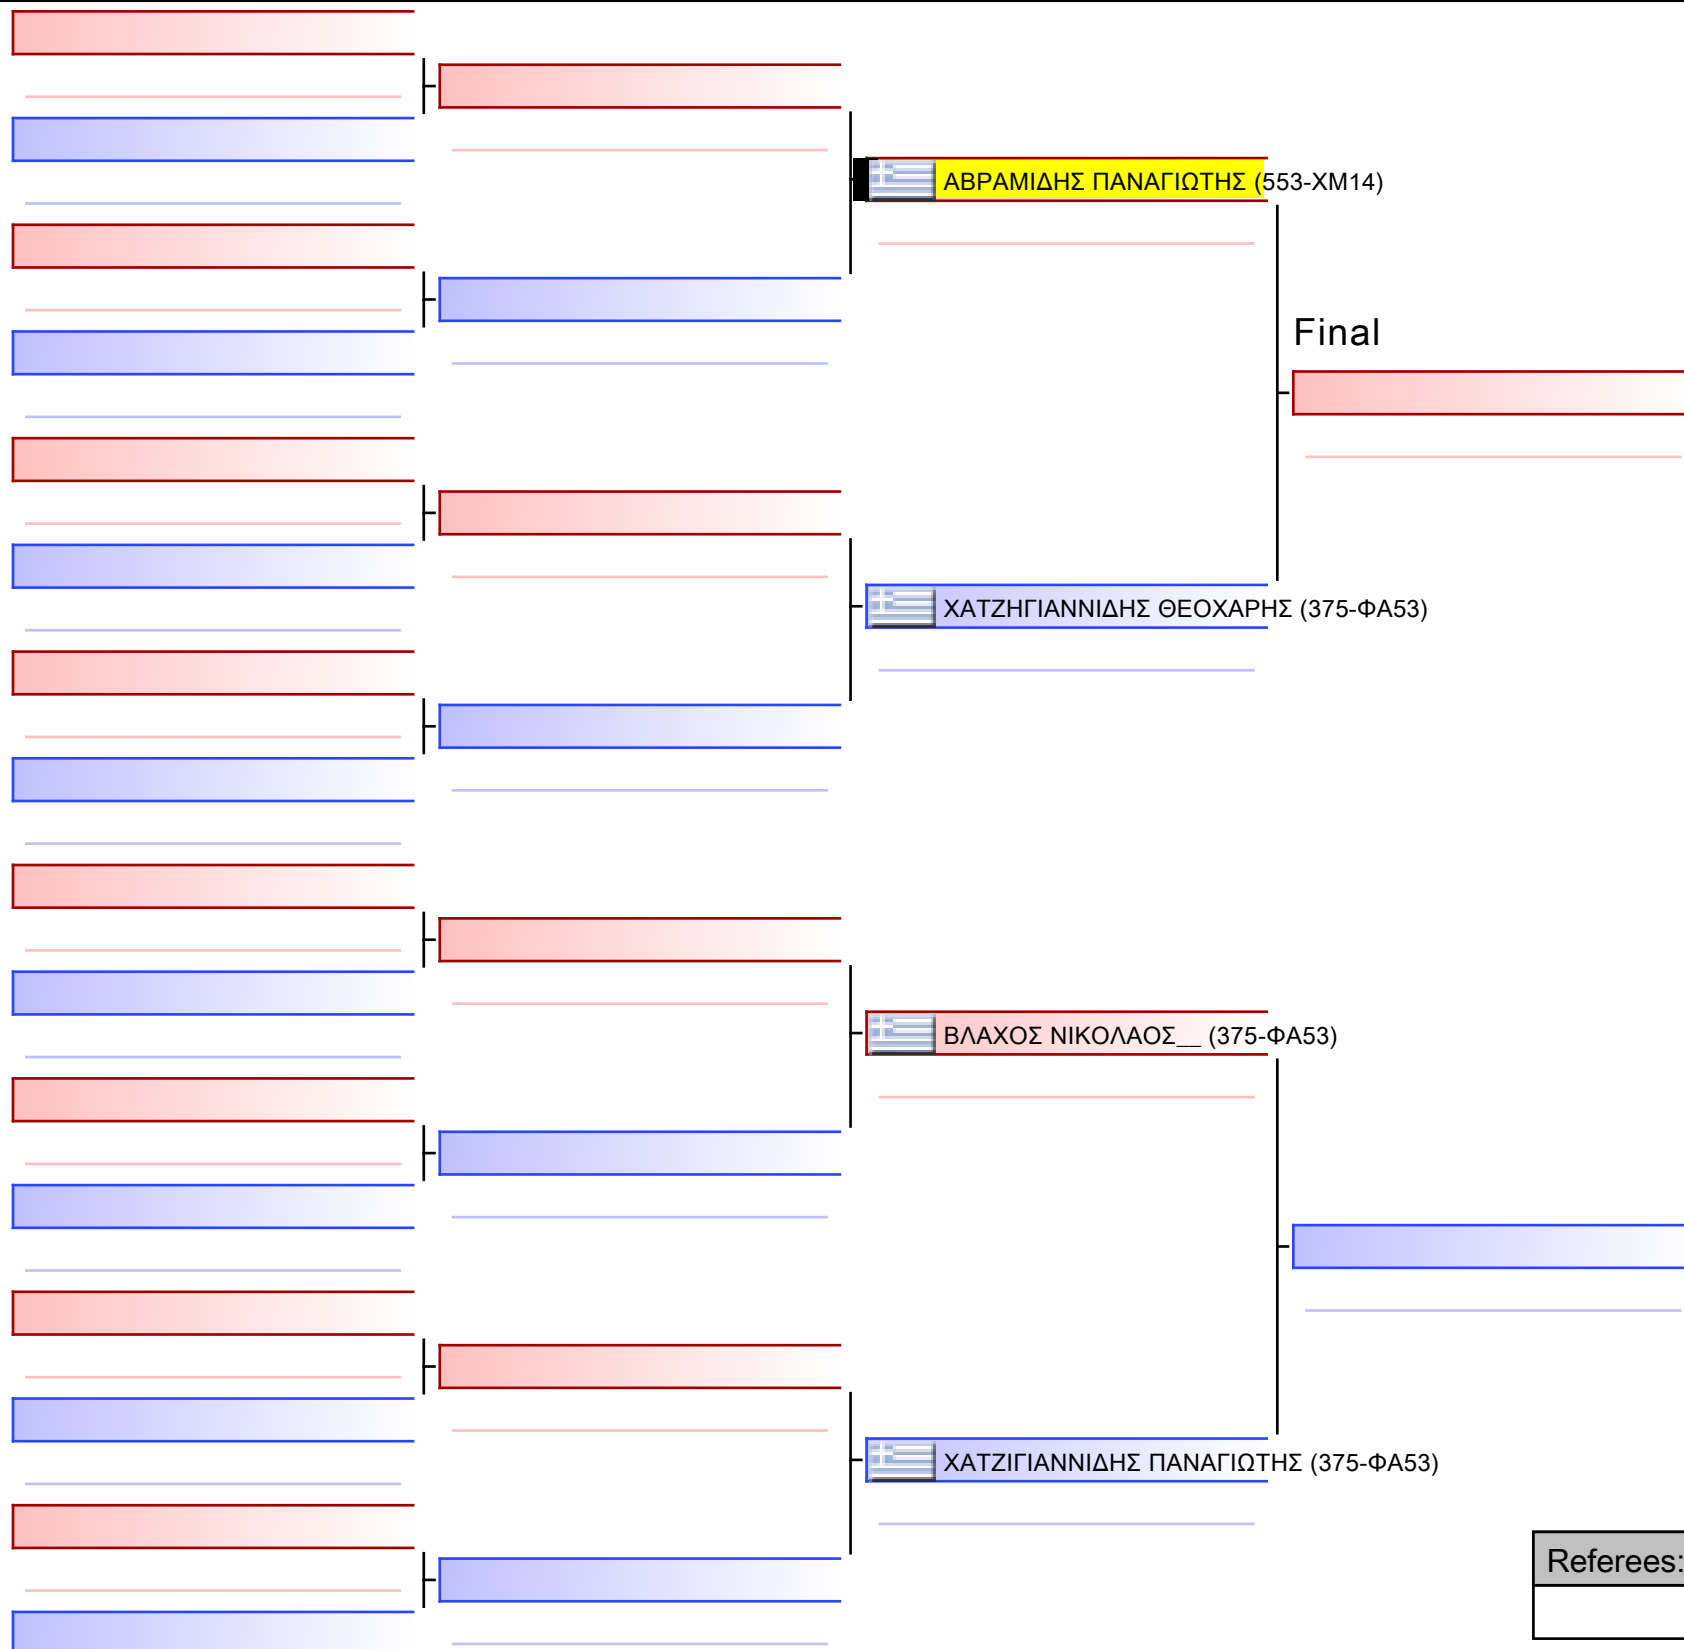 ΑΒΡΑΜΙΔΗΣ ΠΑΝΑΓΙΩΤΗΣ (553-ΧΜ14)
Final
ΧΑΤΖΗΓΙΑΝΝΙΔΗΣ ΘΕΟΧΑΡΗΣ (375-ΦΑ53)
ΒΛΑΧΟΣ ΝΙΚΟΛΑΟΣ__ (375-ΦΑ53)
ΧΑΤΖΙΓΙΑΝΝΙΔΗΣ ΠΑΝΑΓΙΩΤΗΣ (375-ΦΑ53)
Referees: